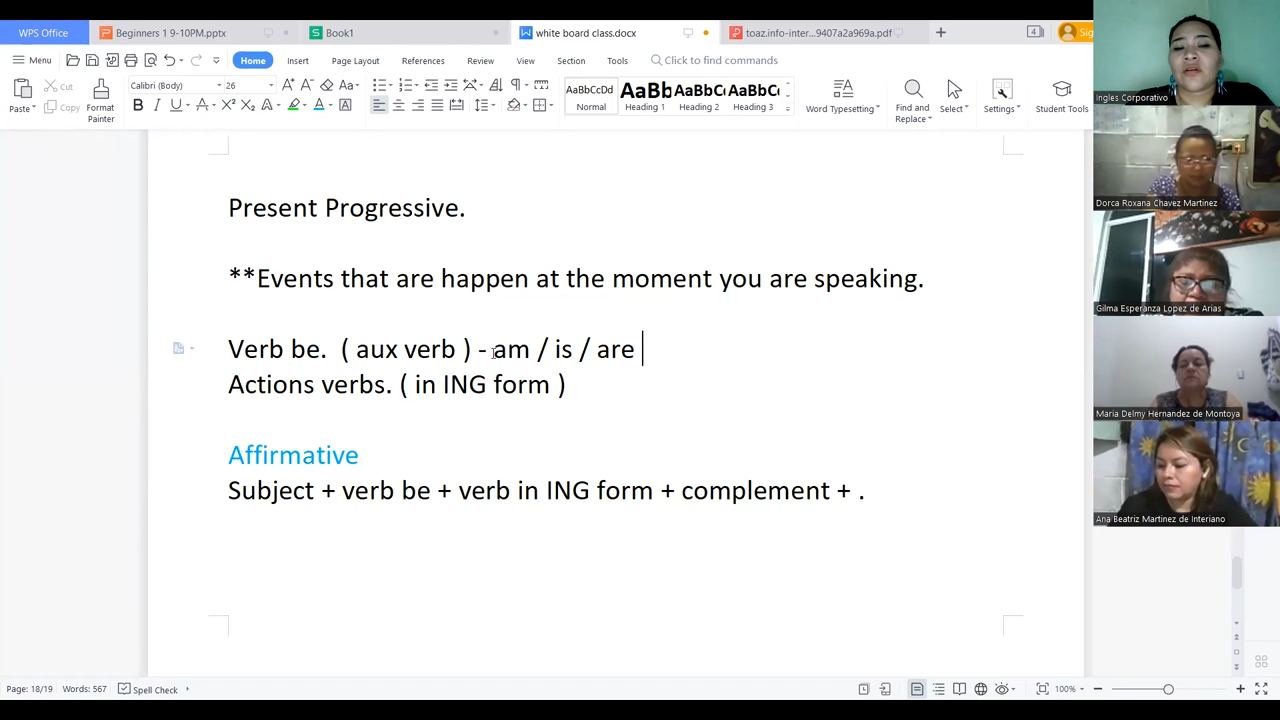 WPS Office
Beginners 1 9-10PM.pptx
Book1
white board class.docx
toaz.info-inter...9407a2a969a.pdf
4
Sig
Menu
Home
Insert
Page Layout
References
Review
View
Section
Tools
Click to find commands
Paste
Cut
Copy
Format Painter
Calibri (Body)
26
AaBbCcDd
Normal
AaBb
Heading 1
AaBbC
Heading 2
AaBbC
Heading 3
Word Typesetting
Find and Replace
Select
Settings
Student Tools
Present Progressive.
**Events that are happen at the moment you are speaking.
Verb be. ( aux verb ) - am / is / are
Actions verbs. ( in ING form )
Affirmative
Subject + verb be + verb in ING form + complement + .
Page: 18/19
Words: 567
Spell Check
100%
Ingles Corporativo
Dorca Roxana Chavez Martinez
Gilma Esperanza Lopez de Arias
Maria Delmy Hernandez de Montoya
Ana Beatriz Martinez de Interiano